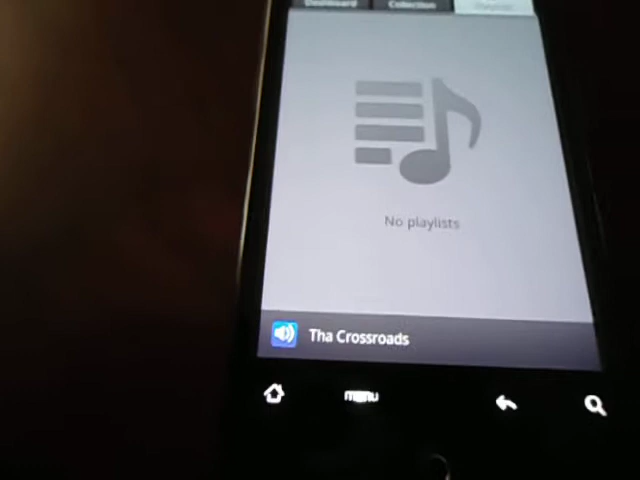 Dashboard Collection Playlists
No playlists
Tha Crossroads
menu